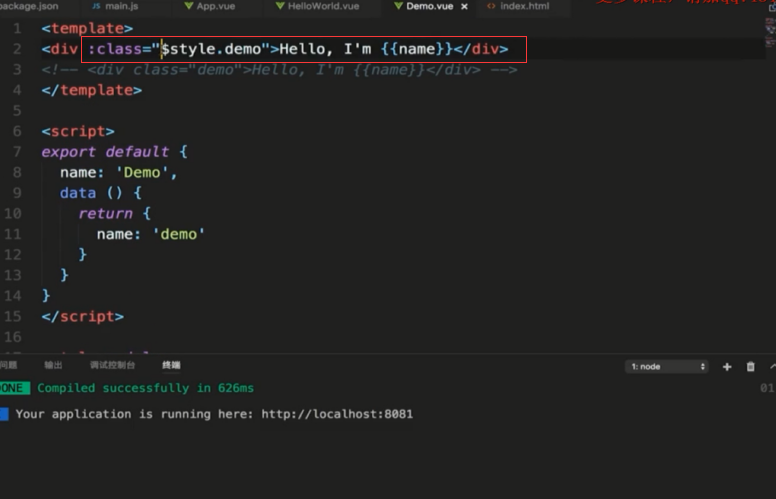 package.json JS main.js App.vue HelloWorld.vue Demo.vue × <> index.html
1 <template>
2 <div :class="$style.demo">Hello, I'm {{name}}</div>
3 <!-- <div class="demo">Hello, I'm {{name}}</div> -->
4 </template>
5
6 <script>
7 export default {
8 name: 'Demo',
9 data () {
10 return {
11 name: 'demo'
12 }
13 }
14 }
15 </script>
16
问题 输出 调试控制台 终端 1: node
DONE Compiled successfully in 626ms 01
Your application is running here: http://localhost:8081